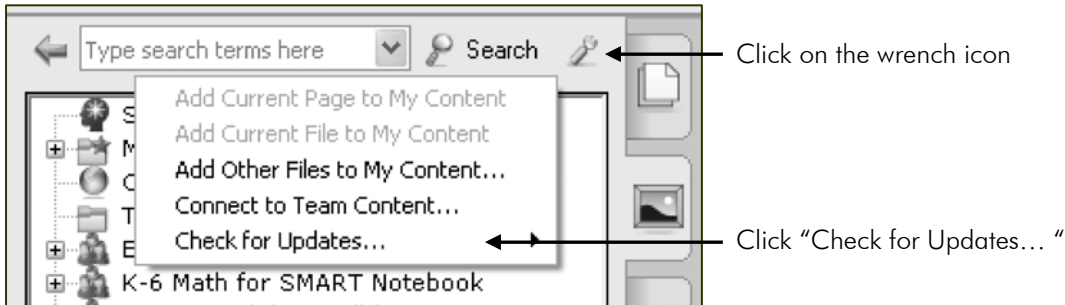 Type search terms here Search Click on the wrench icon
Add Current Page to My Content
S
Add Current File to My Content
M
Add Other Files to My Content...
C
Connect to Team Content...
T
Check for Updates... Click “Check for Updates... “
E
K-6 Math for SMART Notebook